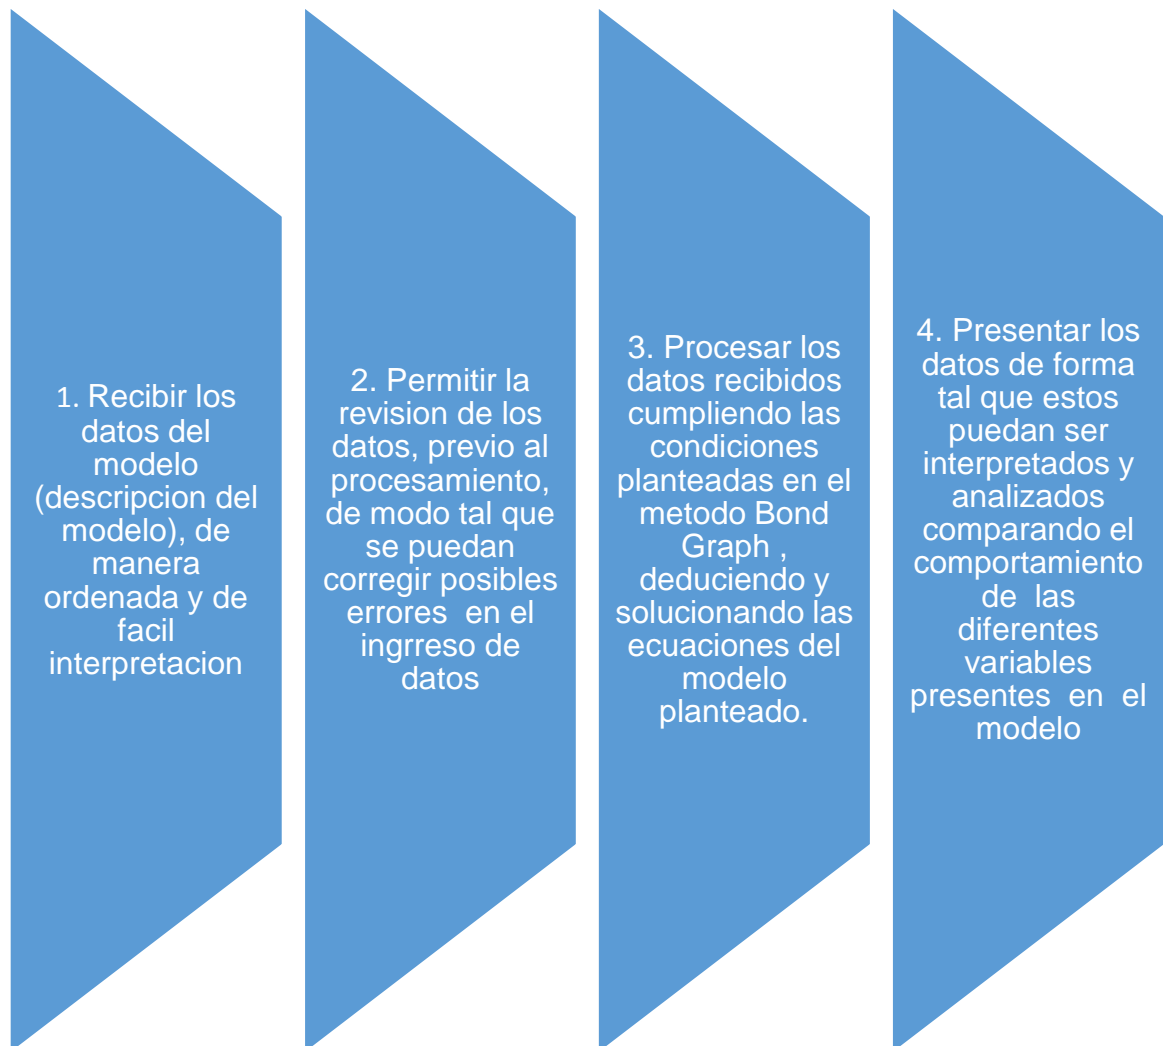 1. Recibir los
datos del
modelo
(descripcion del
modelo), de
manera
ordenada y de
facil
interpretacion
2. Permitir la
revision de los
datos, previo al
procesamiento,
de modo tal que
se puedan
corregir posibles
errores  en el
ingrreso de
datos
3. Procesar los
datos recibidos
cumpliendo las
condiciones
planteadas en el
metodo Bond
Graph ,
deduciendo y
solucionando las
ecuaciones del
modelo
planteado.
4. Presentar los
datos de forma
tal que estos
puedan ser
interpretados y
analizados
comparando el
comportamiento
de  las
diferentes
variables
presentes  en  el
modelo